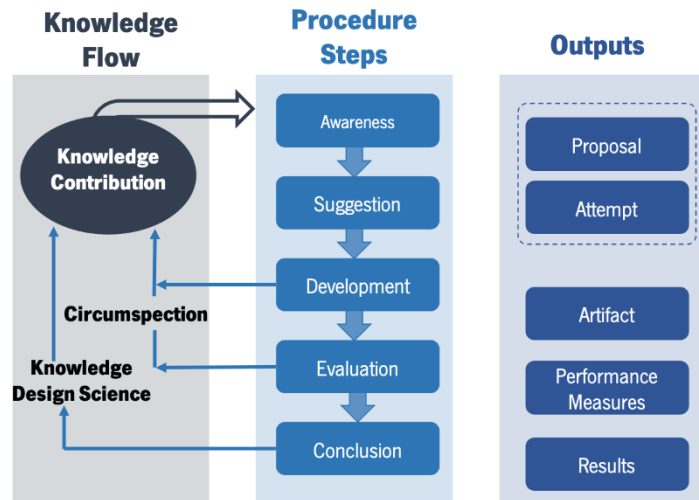 Knowledge
Flow
Procedure
Steps
Outputs
Knowledge
Contribution
Circumspection
Knowledge
Design Science
Awareness
Suggestion
Development
Evaluation
Conclusion
Proposal
Attempt
Artifact
Performance
Measures
Results